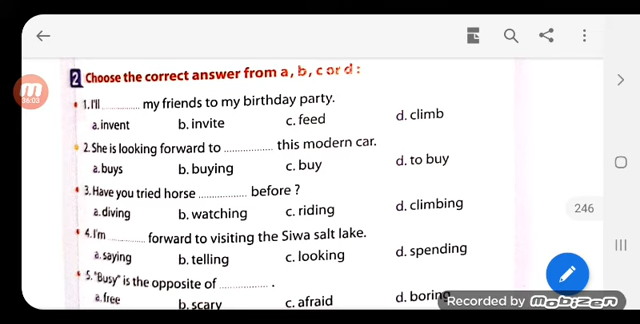 2 Choose the correct answer from a, b, c or d :
1. I'll ............ my friends to my birthday party.
a. invent b. invite c. feed d. climb
2. She is looking forward to ............... this modern car.
a. buys b. buying c. buy d. to buy
3. Have you tried horse ............... before ?
a. diving b. watching c. riding d. climbing
246
4. I'm ............ forward to visiting the Siwa salt lake.
a. saying b. telling c. looking d. spending
5. "Busy" is the opposite of ............... .
a. free b. scary c. afraid d. boring
16:03
Recorded by Mobizen